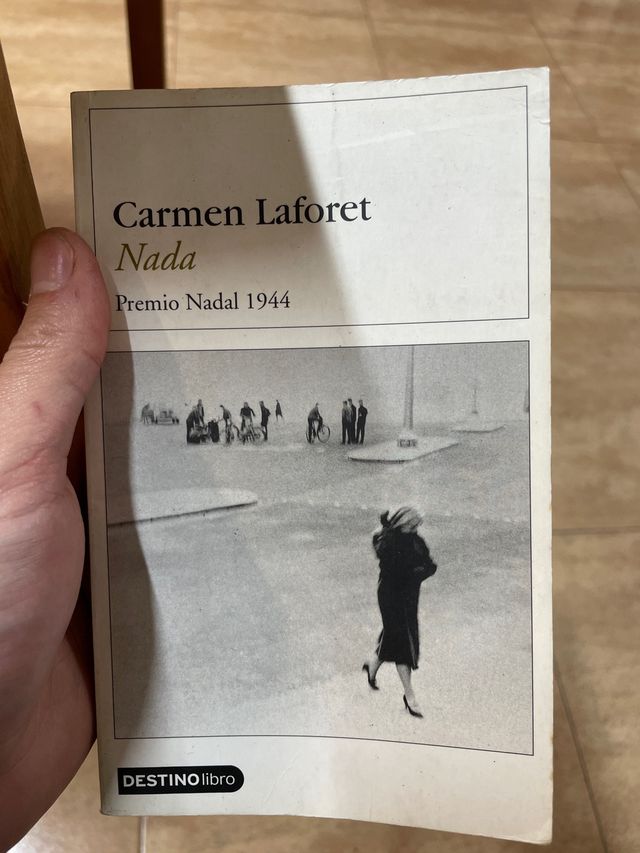 Carmen Laforet
Nada
Premio Nadal 1944
DESTINOlibro